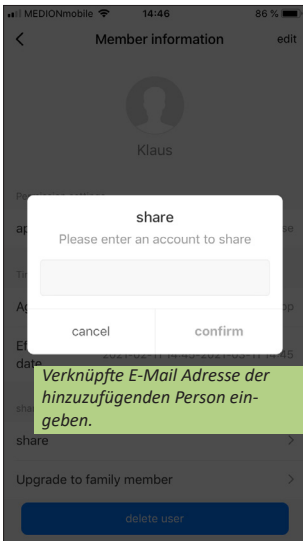 MEDIONmobile 14:46 86 %
Member information edit
Klaus
share
Please enter an account to share
cancel confirm
date
Verknüpfte E-Mail Adresse der
hinzuzufügenden Person ein-
geben.
share
Upgrade to family member
delete user